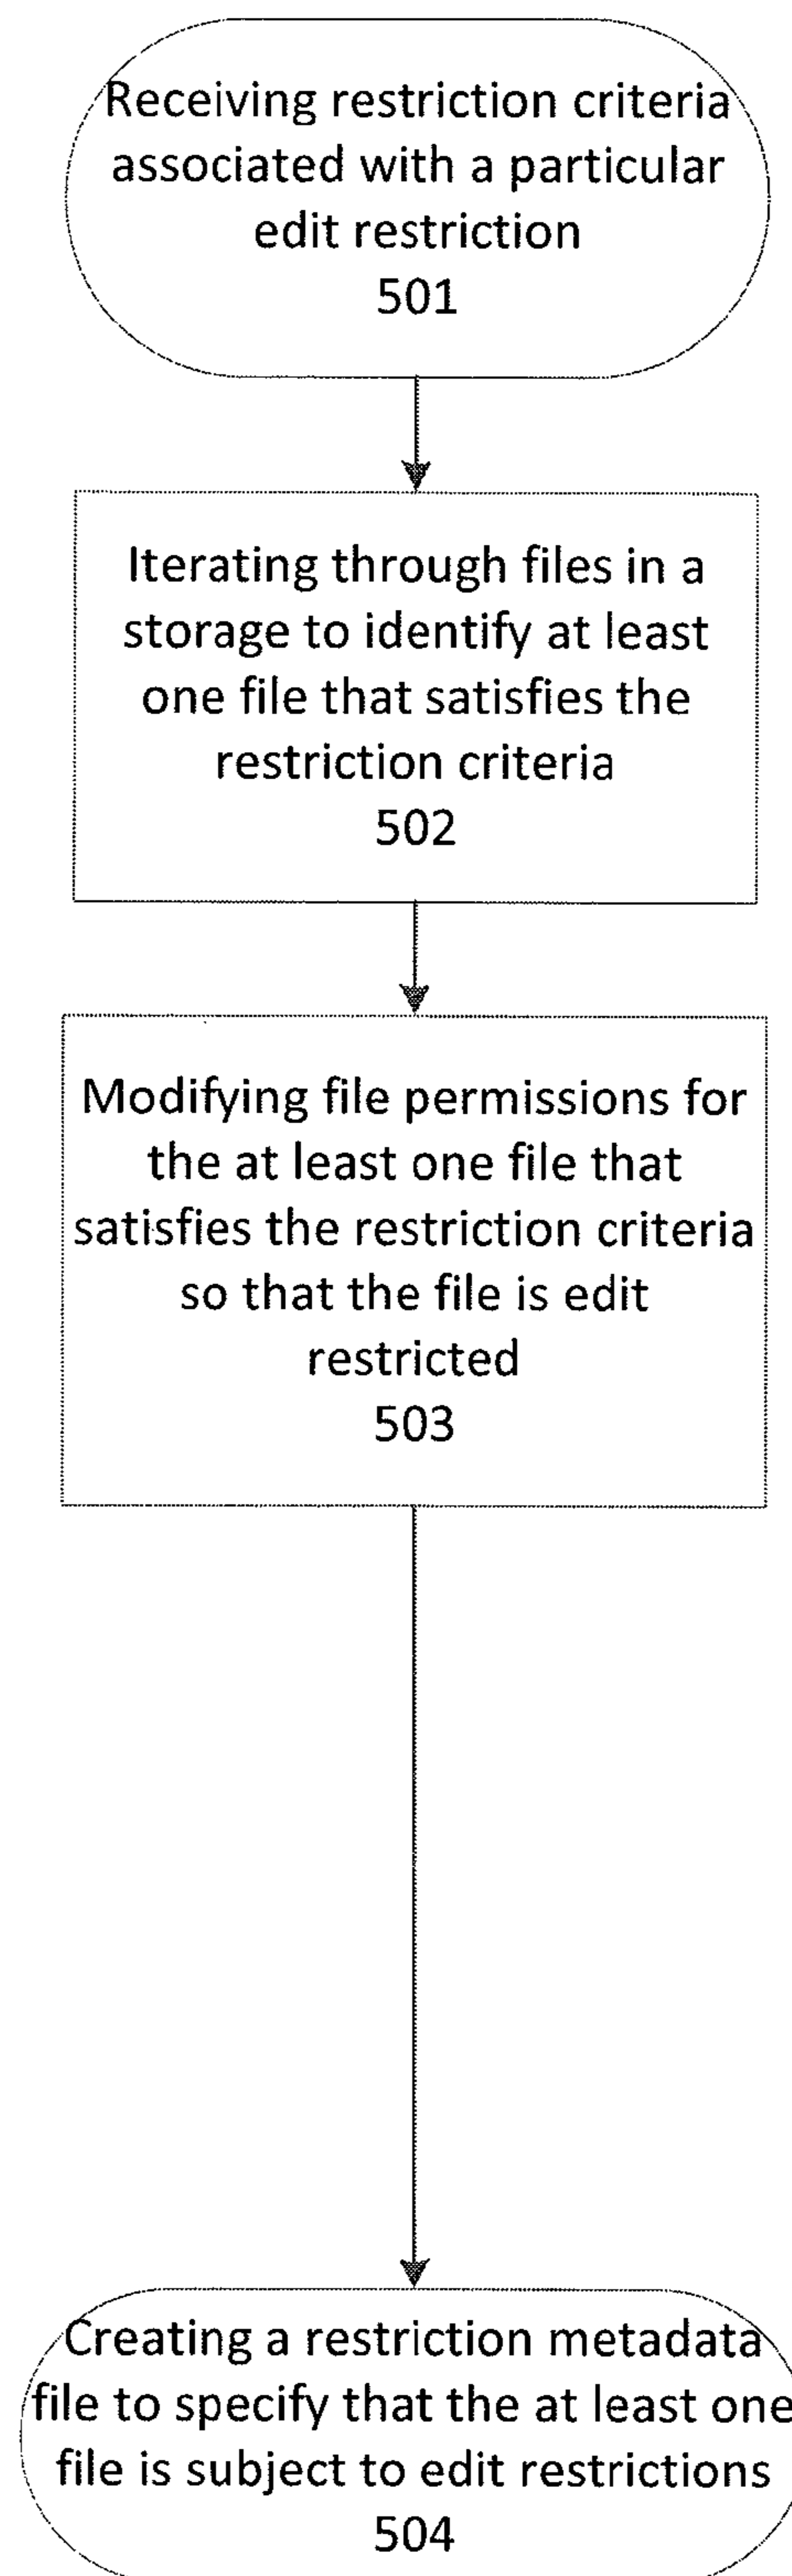 Receiving restriction criteria
associated with a particular
edit restriction
501
Iterating through files in a
storage to identify at least
one file that satisfies the
restriction criteria
502
Modifying file permissions for
the at least one file that
satisfies the restriction criteria
so that the file is edit
restricted
503
Creating a restriction metadata
file to specify that the at least one
file is subject to edit restrictions
504